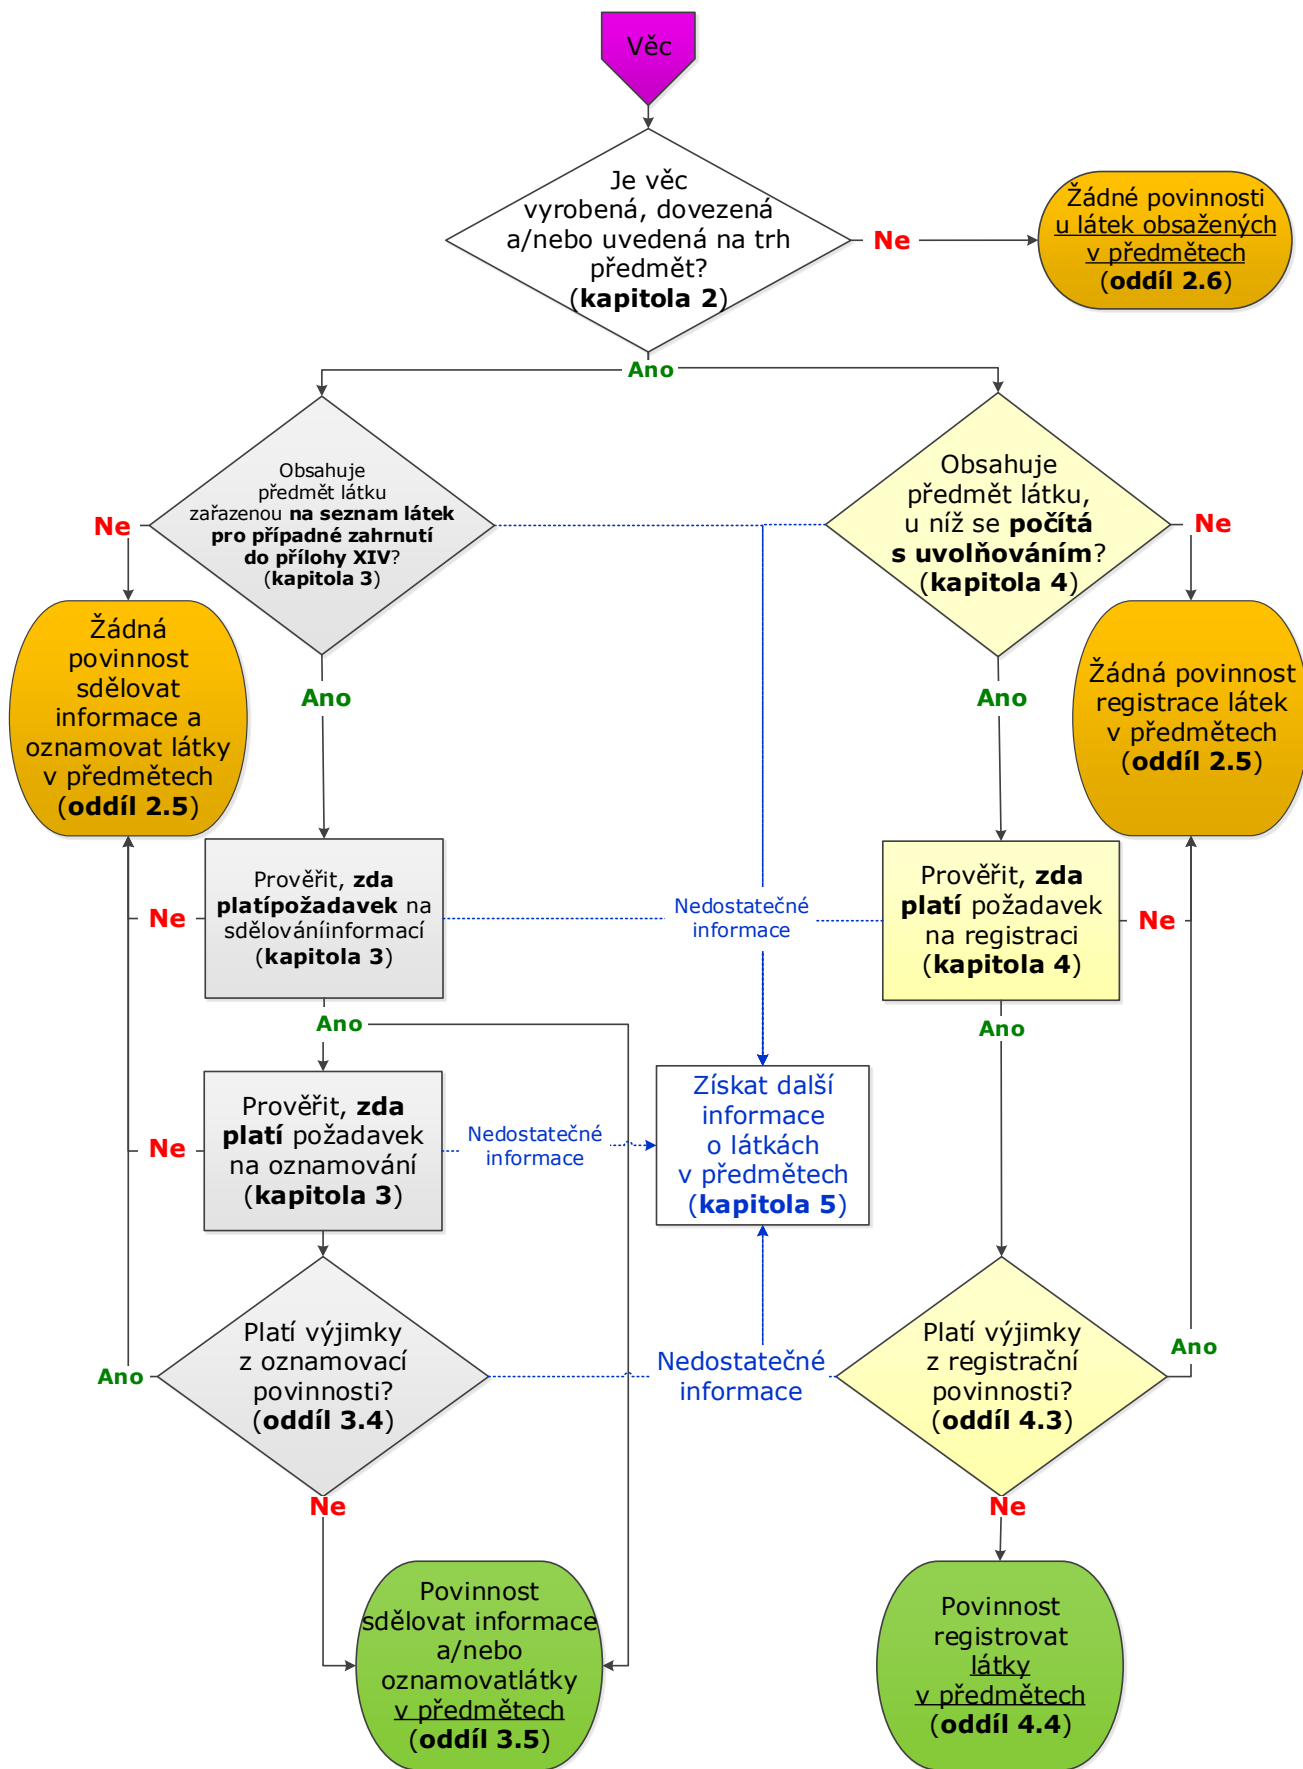 Věc
Je věc
vyrobená, dovezená
a/nebo uvedená na trh
předmět?
(kapitola 2)
Ne
Žádné povinnosti
u látek obsažených
v předmětech
(oddíl 2.6)
Ano
Obsahuje
předmět látku
zařazenou na seznam látek
pro případné zahrnutí
do přílohy XIV?
(kapitola 3)
Ne
Obsahuje
předmět látku,
u níž se počítá
s uvolňováním?
(kapitola 4)
Ne
Žádná
povinnost
sdělovat
informace a
oznamovat látky
v předmětech
(oddíl 2.5)
Ano
Ano
Žádná povinnost
registrace látek
v předmětech
(oddíl 2.5)
Prověřit, zda
platípožadavek na
sdělováníinformací
(kapitola 3)
Ne
Nedostatečné
informace
Prověřit, zda
platí požadavek
na registraci
(kapitola 4)
Ne
Ano
Ano
Prověřit, zda
platí požadavek
na oznamování
(kapitola 3)
Ne
Nedostatečné
informace
Získat další
informace
o látkách
v předmětech
(kapitola 5)
Platí výjimky
z oznamovací
povinnosti?
(oddíl 3.4)
Ano
Nedostatečné
informace
Platí výjimky
z registrační
povinnosti?
(oddíl 4.3)
Ano
Ne
Ne
Povinnost
sdělovat informace
a/nebo
oznamovatlátky
v předmětech
(oddíl 3.5)
Povinnost
registrovat
látky
v předmětech
(oddíl 4.4)